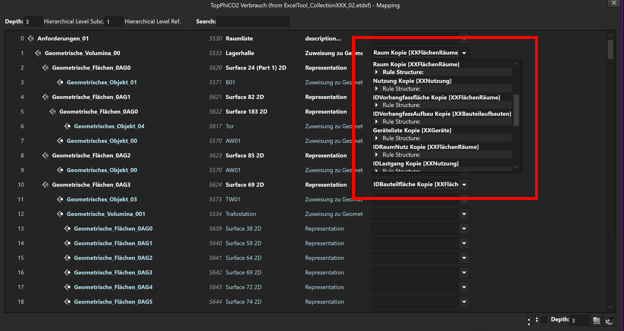 TopPhiCO2 Verbrauch (from ExcelTool_CollectionXXX_02.etdxf) - Mapping
Depth: 3 Hierarchical Level Subc. 1 Hierarchical Level Ref. Search:
0 Anforderungen_01 5530 Raumliste description...
1 Geometrische_Volumina_00 5533 Lagerhalle Zuweisung zu Geome Raum Kopie [XXFlächenRäume]
2 Geometrische_Flächen_0AG0 5620 Surface 24 (Part 1) 2D Representation Raum Kopie [XXFlächenRäume]
Rule Structure:
3 Geometrisches_Objekt_01 5571 B01 Zuweisung zu Geomet Nutzung Kopie [XXNutzung]
Rule Structure:
4 Geometrische_Flächen_0AG1 5614 Surface 82 2D Representation IDVorhangfassfläche Kopie [XXFlächenRäume]
Rule Structure:
5 Geometrische_Flächen_0AG0 5622 Surface 183 2D Representation IDVorhangfassAufbau Kopie [XXBauteilaufbauten]
Rule Structure:
6 Geometrisches_Objekt_04 5617 Tor Zuweisung zu Geomet Geräteliste Kopie [XXGeräte]
Rule Structure:
7 Geometrisches_Objekt_00 5570 AW01 Zuweisung zu Geomet IDRaumNutz Kopie [XXFlächenRäume]
8 Geometrische_Flächen_0AG2 5623 Surface 85 2D Representation Rule Structure:
IDLastgang Kopie [XXNutzung]
9 Geometrisches_Objekt_00 5570 AW01 Zuweisung zu Geomet Rule Structure:
10 Geometrische_Flächen_0AG3 5624 Surface 69 2D Representation IDBauteilfläche Kopie [XXFläch
11 Geometrisches_Objekt_03 5573 TW01 Zuweisung zu Geomet
12 Geometrische_Volumina_001 5534 Trafostation Zuweisung zu Geomet
13 Geometrische_Flächen_0AG0 5639 Surface 38 2D Representation
14 Geometrische_Flächen_0AG1 5640 Surface 59 2D Representation
15 Geometrische_Flächen_0AG2 5641 Surface 64 2D Representation
16 Geometrische_Flächen_0AG3 5642 Surface 69 2D Representation
17 Geometrische_Flächen_0AG4 5643 Surface 72 2D Representation
18 Geometrische_Flächen_0AG5 5644 Surface 74 2D Representation
Depth: 3